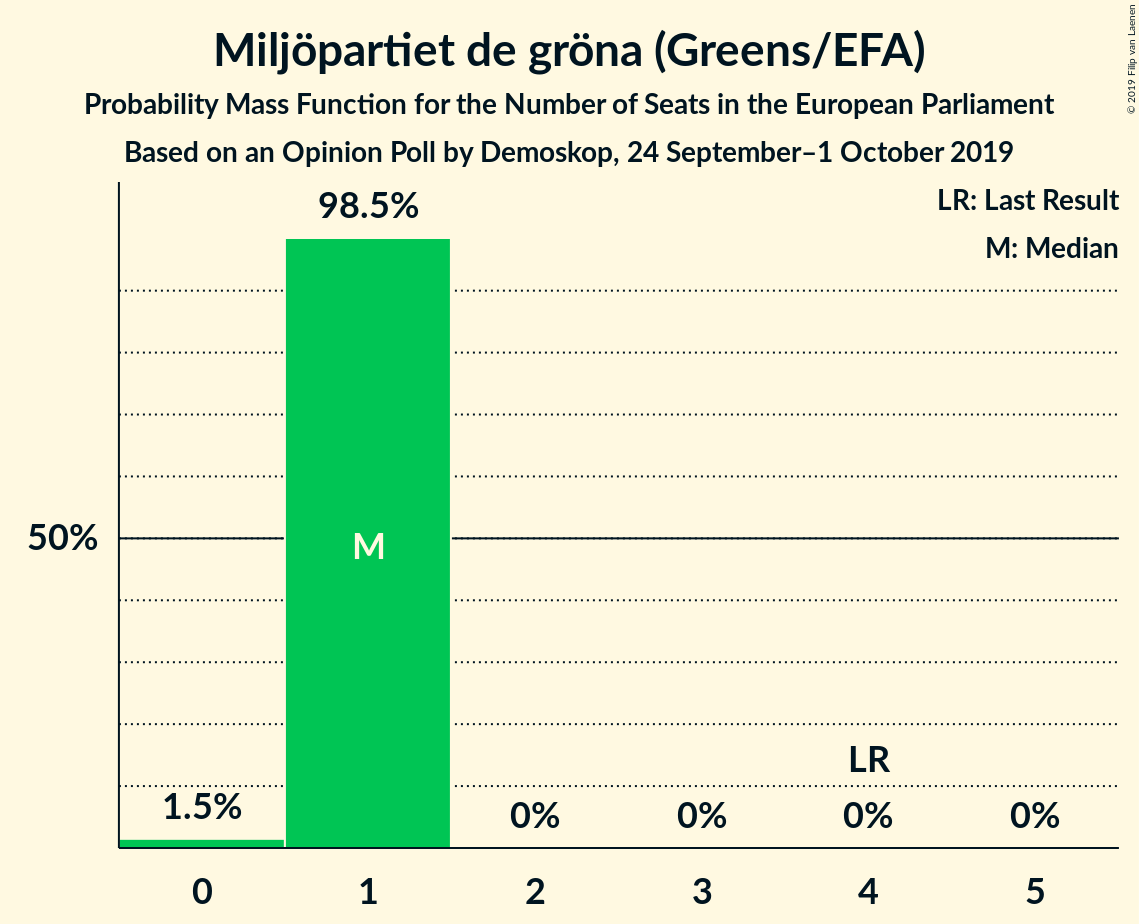 Miljöpartiet de gröna (Greens/EFA)
Probability Mass Function for the Number of Seats in the European Parliament
Based on an Opinion Poll by Demoskop, 24 September–1 October 2019
© 2019 Filip van Laenen
LR: Last Result
M: Median
98.5%
50%
M
LR
1.5%
0%
0%
0%
0%
0
1
2
3
4
5